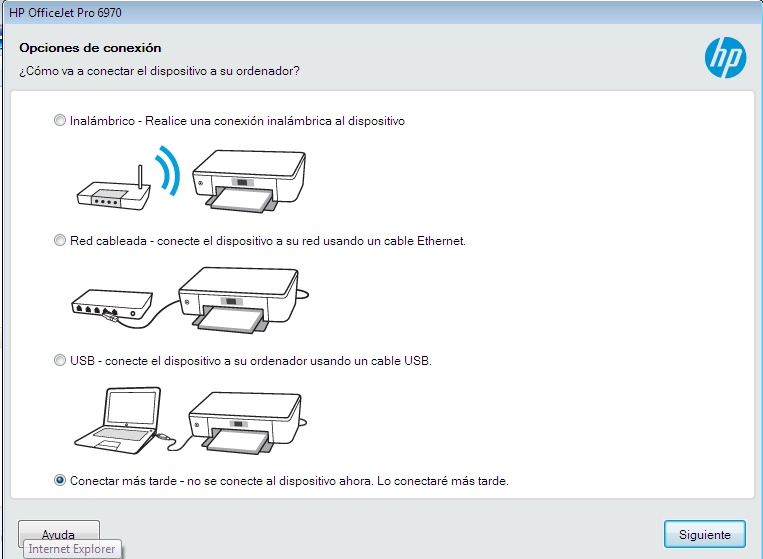 HP OfficeJet Pro 6970
Opciones de conexión
¿Cómo va a conectar el dispositivo a su ordenador?
hp
Inalámbrico - Realice una conexión inalámbrica al dispositivo
Red cableada - conecte el dispositivo a su red usando un cable Ethernet.
USB - conecte el dispositivo a su ordenador usando un cable USB.
Conectar más tarde - no se conecte al dispositivo ahora. Lo conectaré más tarde.
Ayuda
Siguiente
Internet Explorer